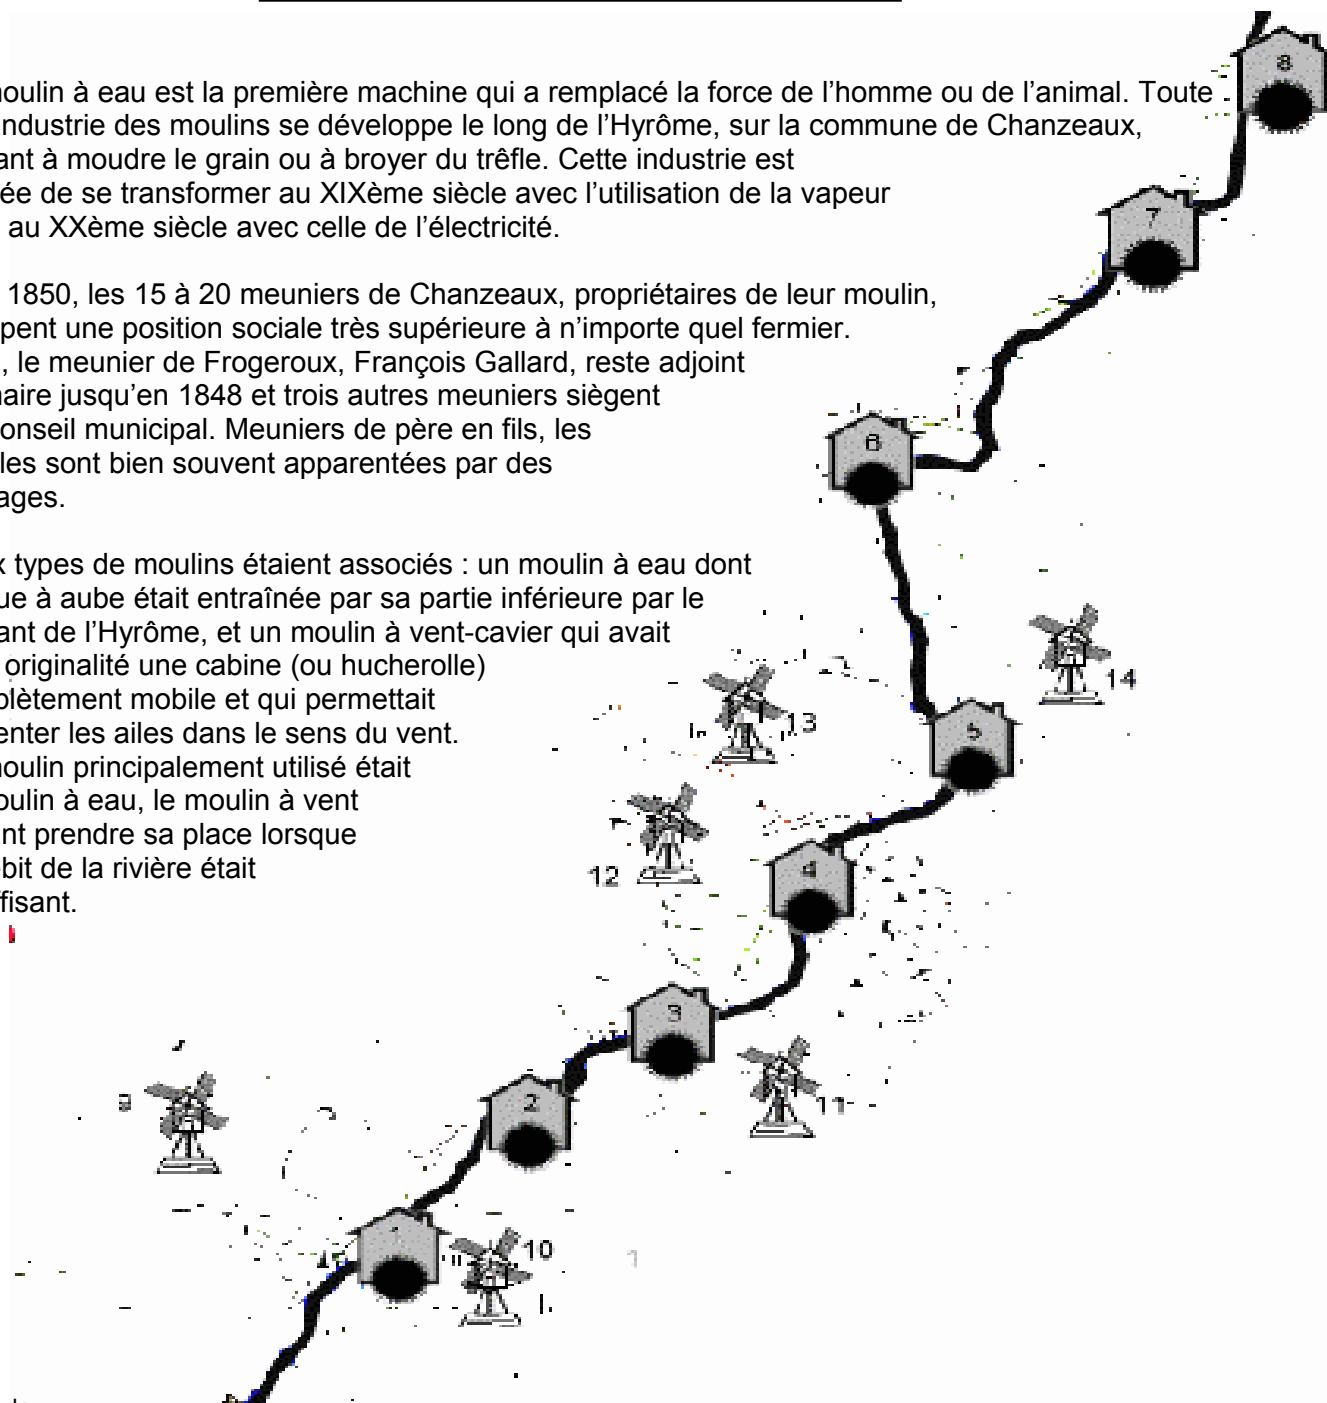 oulin à eau est la première machine qui a remplacé la force de l’homme ou de l’animal. Toute
industrie des moulins se développe le long de l’Hyrôme, sur la commune de Chanzeaux,
ant à moudre le grain ou à broyer du trêfle. Cette industrie est
ée de se transformer au XIXème siècle avec l’utilisation de la vapeur
au XXème siècle avec celle de l’électricité.
1850, les 15 à 20 meuniers de Chanzeaux, propriétaires de leur moulin,
pent une position sociale très supérieure à n’importe quel fermier.
, le meunier de Frogeroux, François Gallard, reste adjoint
aire jusqu’en 1848 et trois autres meuniers siègent
onseil municipal. Meuniers de père en fils, les
les sont bien souvent apparentées par des
ages.
x types de moulins étaient associés : un moulin à eau dont
ue à aube était entraînée par sa partie inférieure par le
ant de l’Hyrôme, et un moulin à vent-cavier qui avait
originalité une cabine (ou hucherolle)
plètement mobile et qui permettait
enter les ailes dans le sens du vent.
oulin principalement utilisé était
oulin à eau, le moulin à vent
nt prendre sa place lorsque
bit de la rivière était
ffisant.
8
7
6
14
13
5
12
4
3
11
9
2
1
10